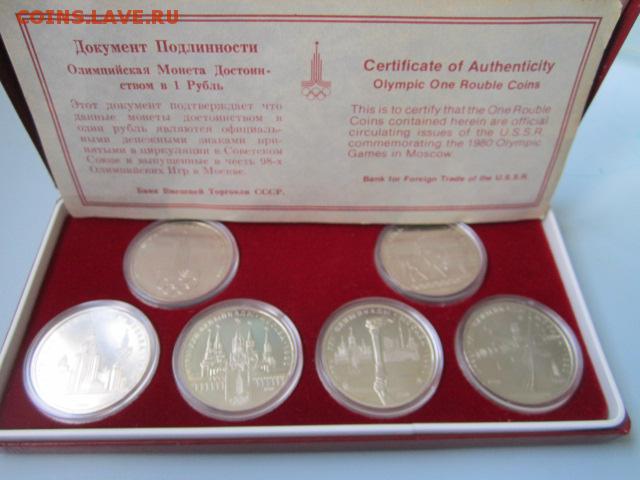 COINS.LAVE.RU
Документ Подлинности
Олимпийская Монета Достоин-
ством в 1 Рубль
Этот документ подтверждает что
данные монеты достоинством в
один рубль являются официаль-
ными денежными знаками при-
нятыми в циркуляции в Советском
Союзе и выпущенные в честь 98-х
Олимпийских Игр в Москве.
Банк Внешней Торговли СССР.
Certificate of Authenticity
Olympic One Rouble Coins
This is to certify that the One Rouble
Coins contained herein are official
circulating issues of the U.S.S.R.
commemorating the 1980 Olympic
Games in Moscow.
Bank for Foreign Trade of the U.S.S.R.